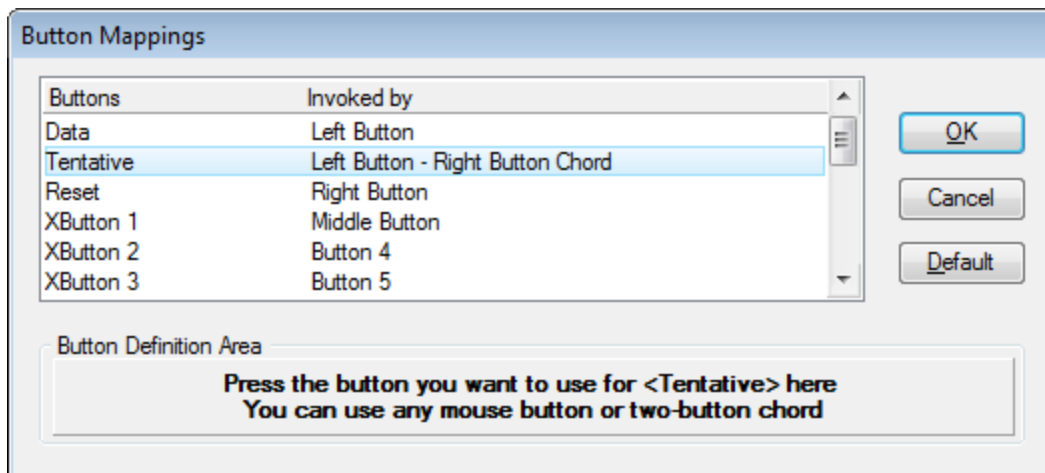 Button Mappings
Buttons Invoked by
Data Left Button
Tentative Left Button - Right Button Chord
Reset Right Button
XButton 1 Middle Button
XButton 2 Button 4
XButton 3 Button 5
OK
Cancel
Default
Button Definition Area
Press the button you want to use for <Tentative> here
You can use any mouse button or two-button chord